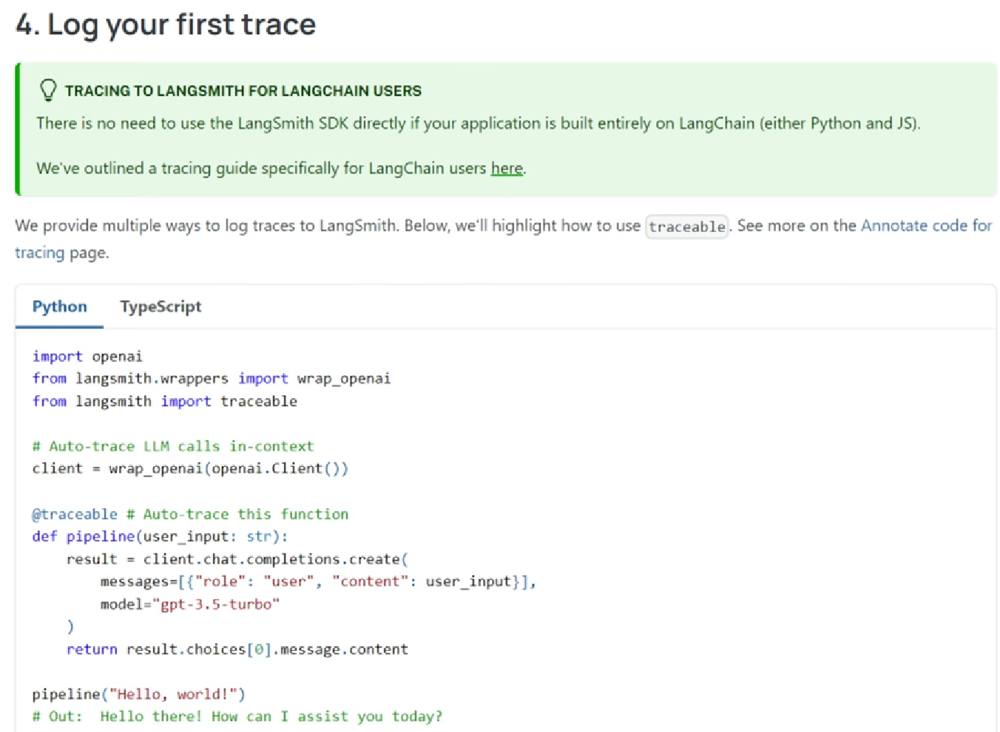 4. Log your first trace
TRACING TO LANGSMITH FOR LANGCHAIN USERS
There is no need to use the LangSmith SDK directly if your application is built entirely on LangChain (either Python and JS).
We've outlined a tracing guide specifically for LangChain users here.
We provide multiple ways to log traces to LangSmith. Below, we'll highlight how to use traceable. See more on the Annotate code for
tracing page.
Python TypeScript
import openai
from langsmith.wrappers import wrap_openai
from langsmith import traceable
# Auto-trace LLM calls in-context
client = wrap_openai(openai.Client())
@traceable # Auto-trace this function
def pipeline(user_input: str):
    result = client.chat.completions.create(
        messages=[{"role": "user", "content": user_input}],
        model="gpt-3.5-turbo"
    )
    return result.choices[0].message.content
pipeline("Hello, world!")
# Out:  Hello there! How can I assist you today?